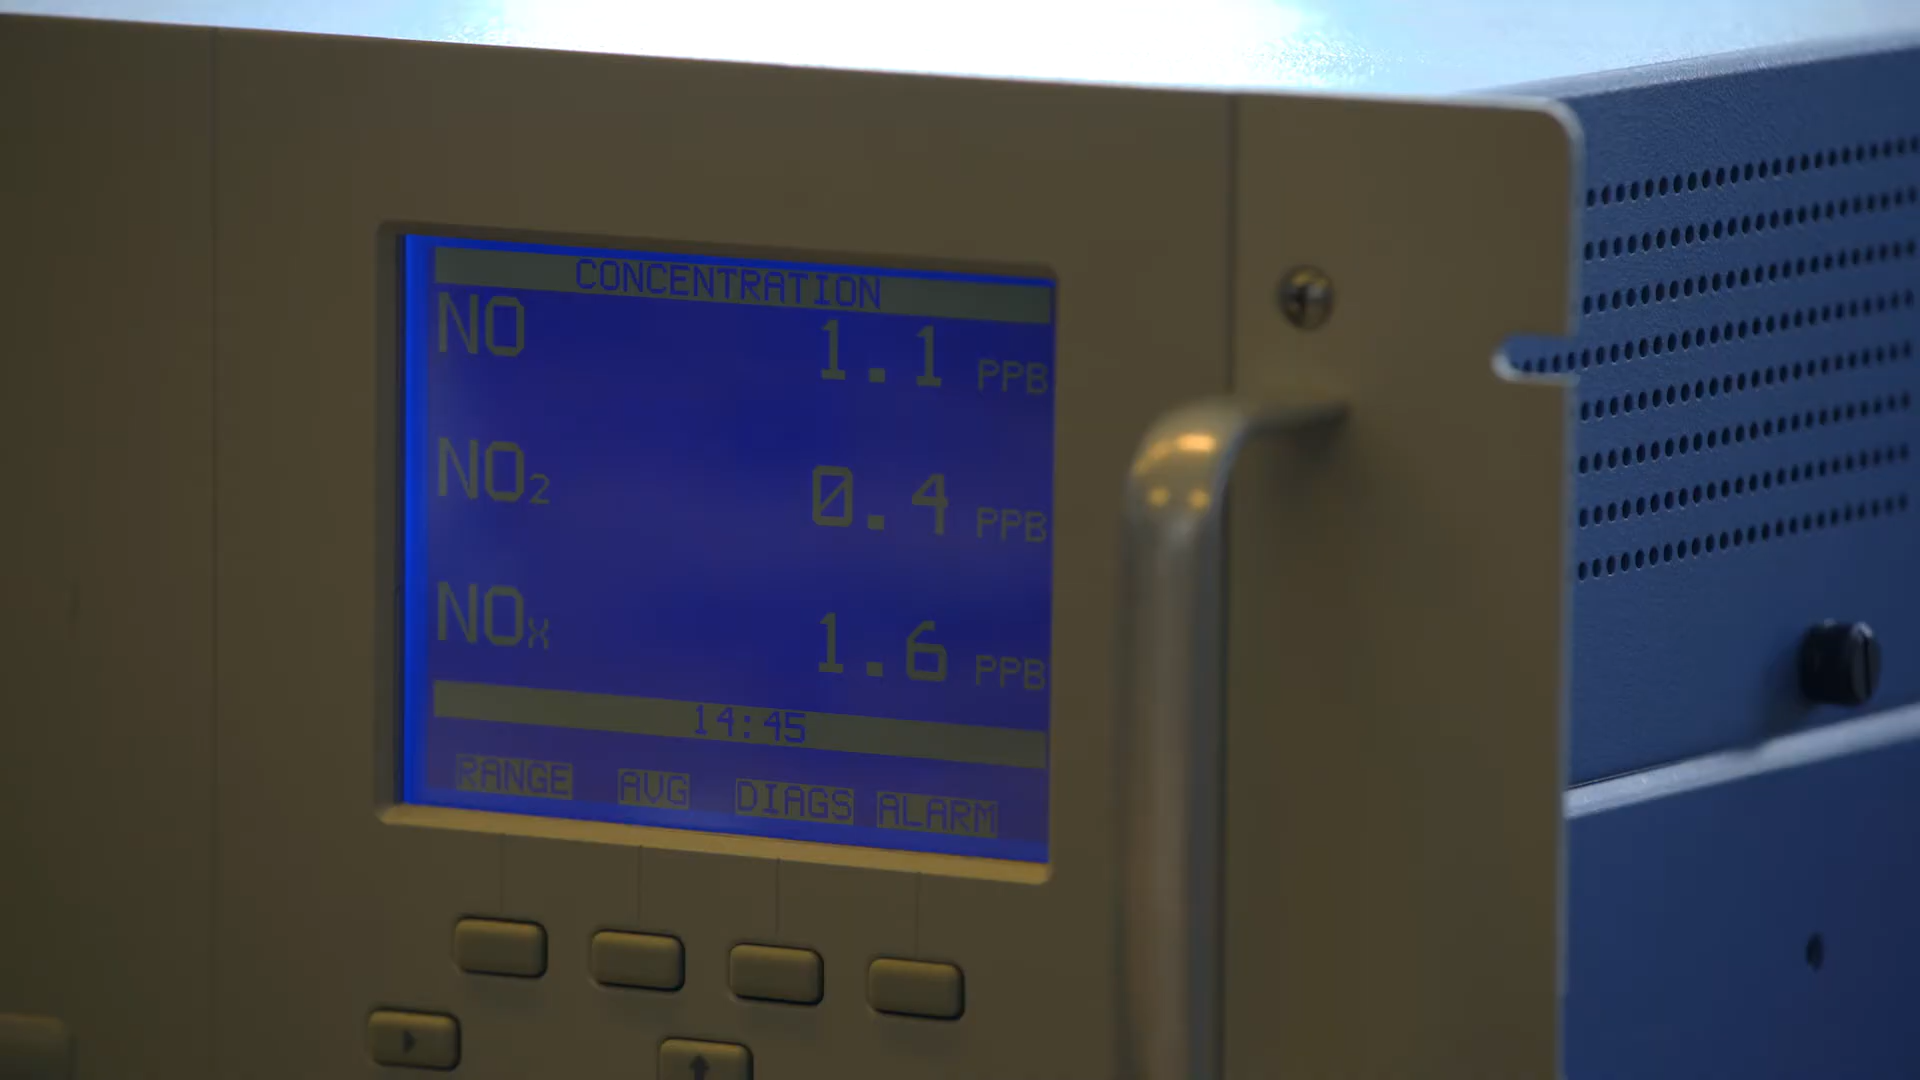 CONCENTRATION
NO 1.1 PPB
NO2 0.4 PPB
NOx 1.6 PPB
14:45
RANGE AVG DIAGS ALARM